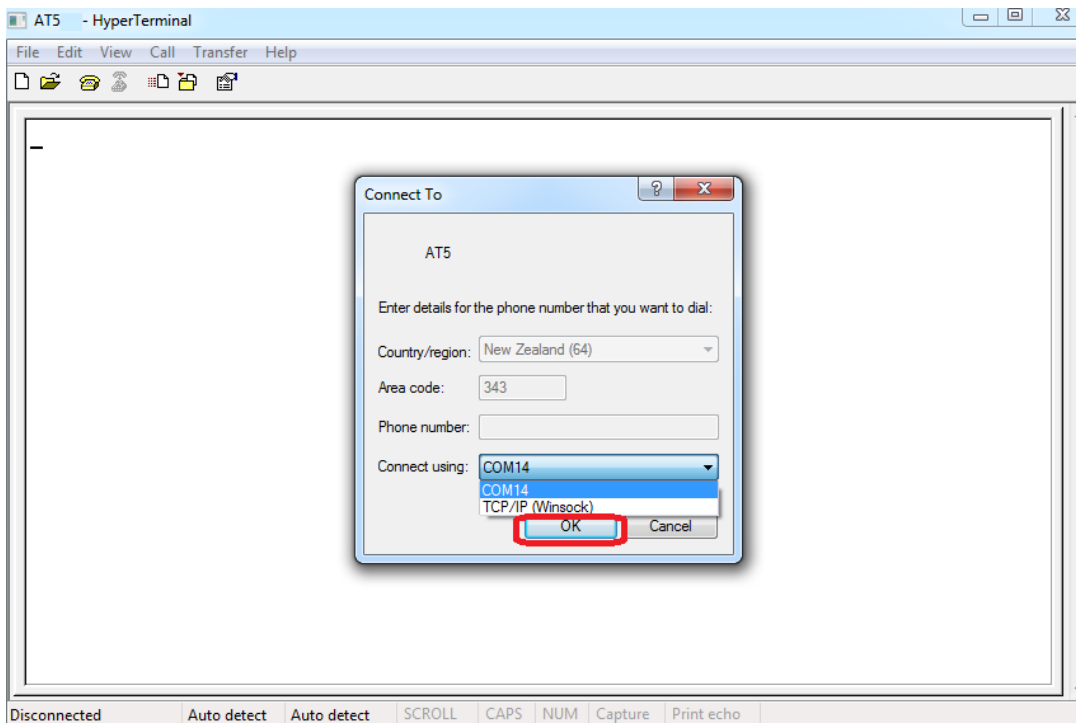 AT5 - HyperTerminal
File Edit View Call Transfer Help
Connect To
AT5
Enter details for the phone number that you want to dial:
Country/region: New Zealand (64)
Area code: 343
Phone number:
Connect using: COM14
COM14
TCP/IP (Winsock)
OK Cancel
Disconnected Auto detect Auto detect SCROLL CAPS NUM Capture Print echo